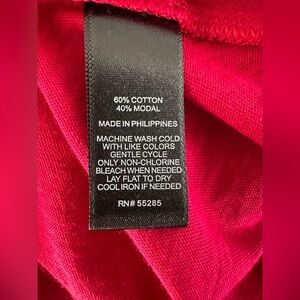 60% COTTON
40% MODAL
MADE IN PHILIPPINES
MACHINE WASH COLD
WITH LIKE COLORS
GENTLE CYCLE
ONLY NON-CHLORINE
BLEACH WHEN NEEDED
LAY FLAT TO DRY
COOL IRON IF NEEDED
RN# 55285